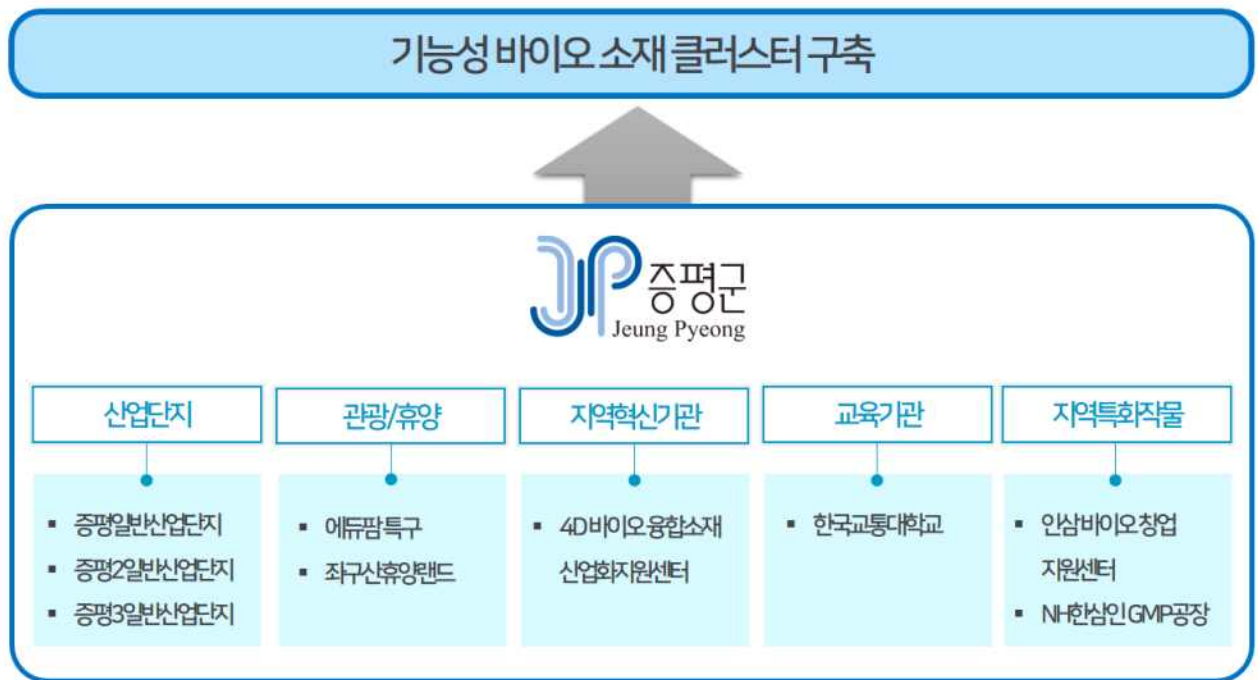 기능성 바이오 소재 클러스터 구축
JP 증평군
Jeung Pyeong
산업단지
▪ 증평일반산업단지
▪ 증평2일반산업단지
▪ 증평3일반산업단지
관광/휴양
▪ 에듀팜 특구
▪ 좌구산휴양랜드
지역혁신기관
▪ 4D 바이오 융합소재
산업화지원센터
교육기관
▪ 한국교통대학교
지역특화작물
▪ 인삼 바이오 창업
지원센터
▪ NH한삼인 GMP공장